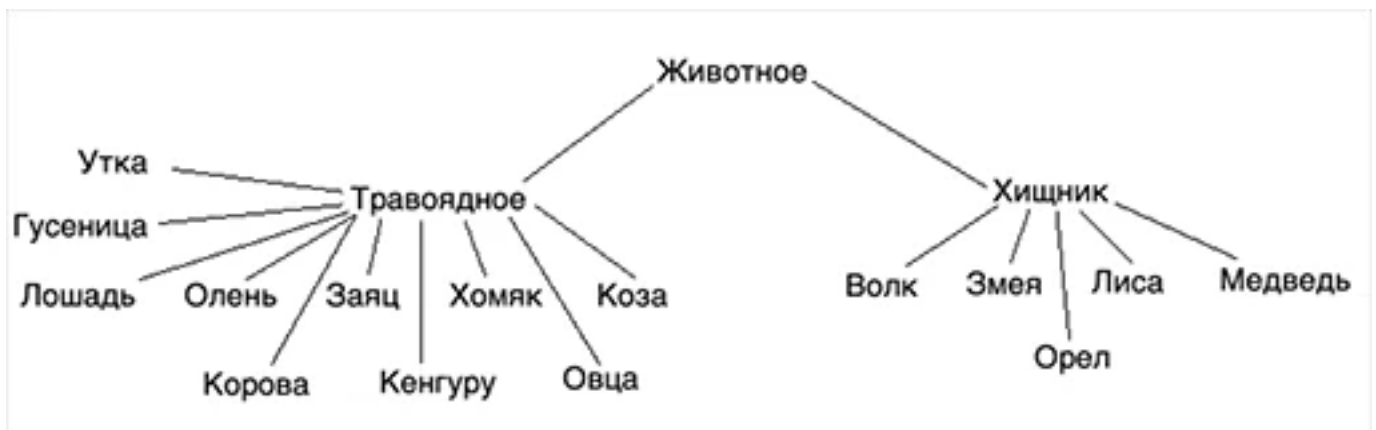 Животное
Травоядное
Хищник
Утка
Гусеница
Лошадь
Олень
Заяц
Хомяк
Коза
Корова
Кенгуру
Овца
Волк
Змея
Лиса
Медведь
Орел